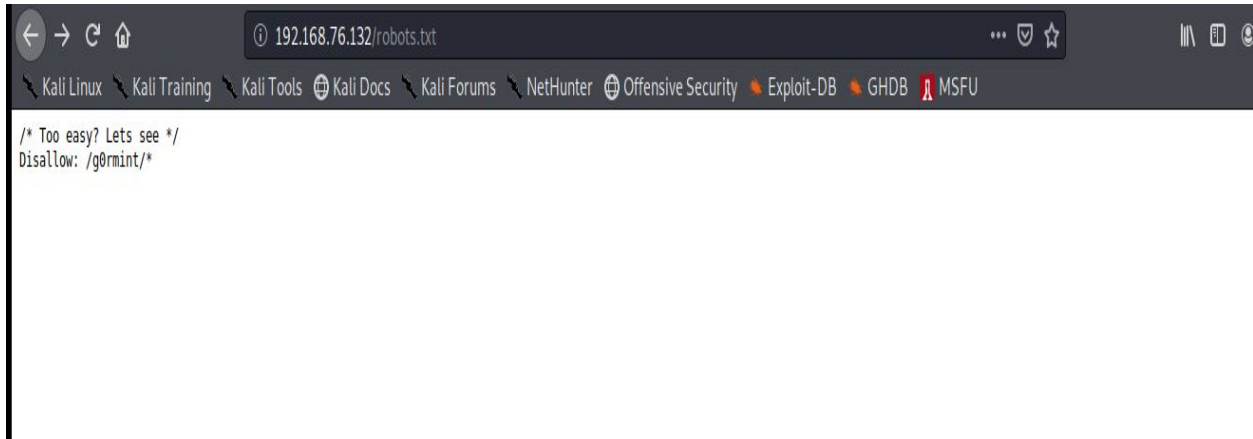 192.168.76.132/robots.txt
Kali Linux Kali Training Kali Tools Kali Docs Kali Forums NetHunter Offensive Security Exploit-DB GHDB MSFU
/* Too easy? Lets see */
Disallow: /g0rmint/*